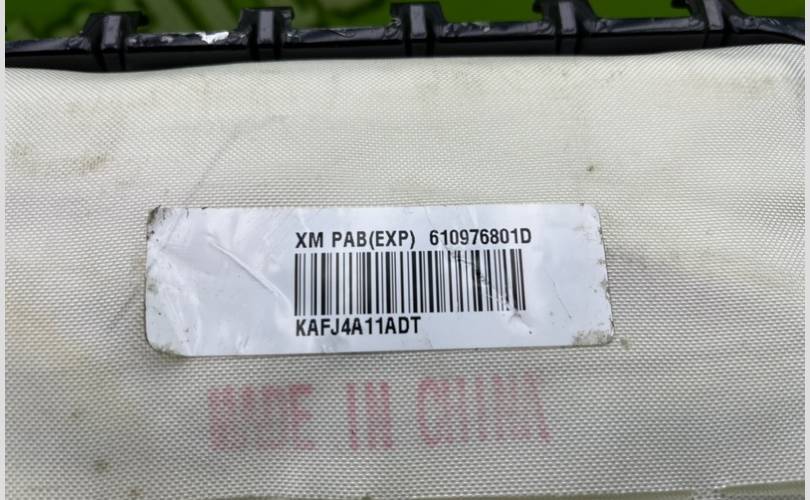 XM PAB(EXP) 610976801D
KAFJ4A11ADT
MADE IN CHINA